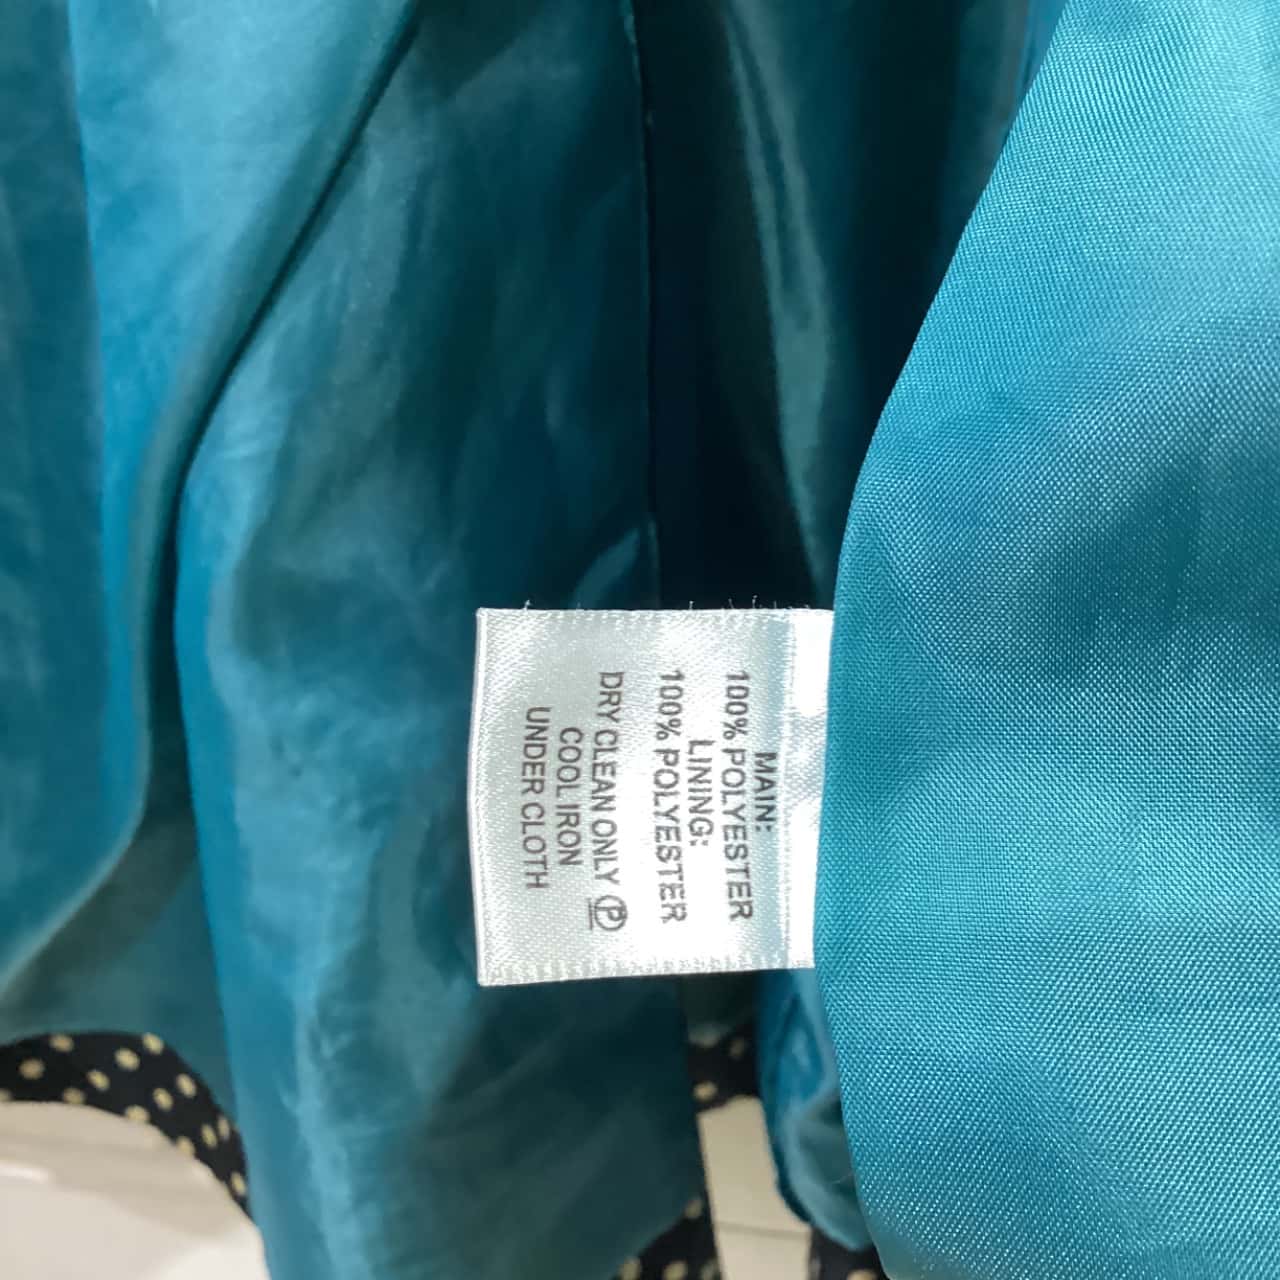 MAIN:
100% POLYESTER
LINING:
100% POLYESTER
DRY CLEAN ONLY Ⓟ
COOL IRON
UNDER CLOTH